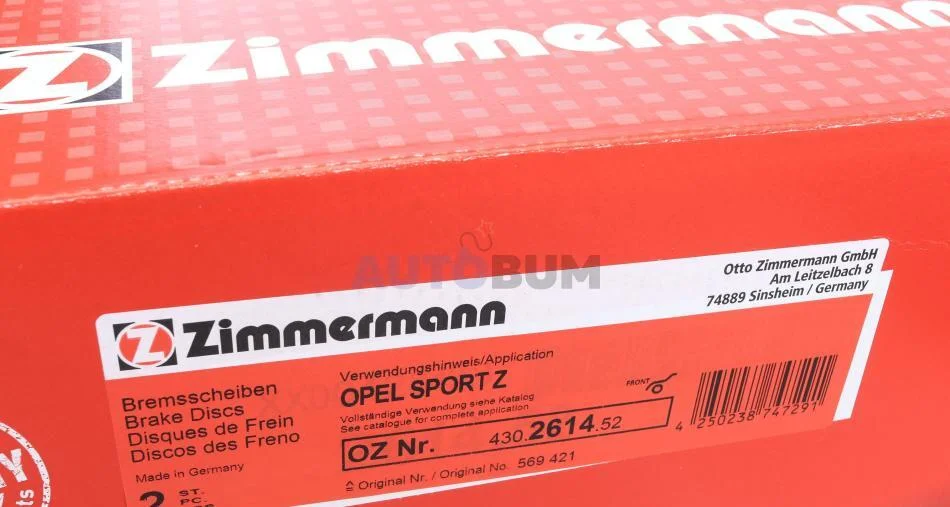 Zimmermann
AUTOBUM
Otto Zimmermann GmbH
Am Leitzelbach 8
74889 Sinsheim / Germany
Z Zimmermann
Bremsscheiben
Brake Discs
Disques de Frein
Discos des Freno
Made in Germany
2 ST.
PC.
Verwendungshinweis/Application
OPEL SPORT Z
Vollständige Verwendung siehe Katalog
See catalogue for complete application
OZ Nr. 430.2614.52
≙ Original Nr. / Original No. 569 421
FRONT
4 250238 747291